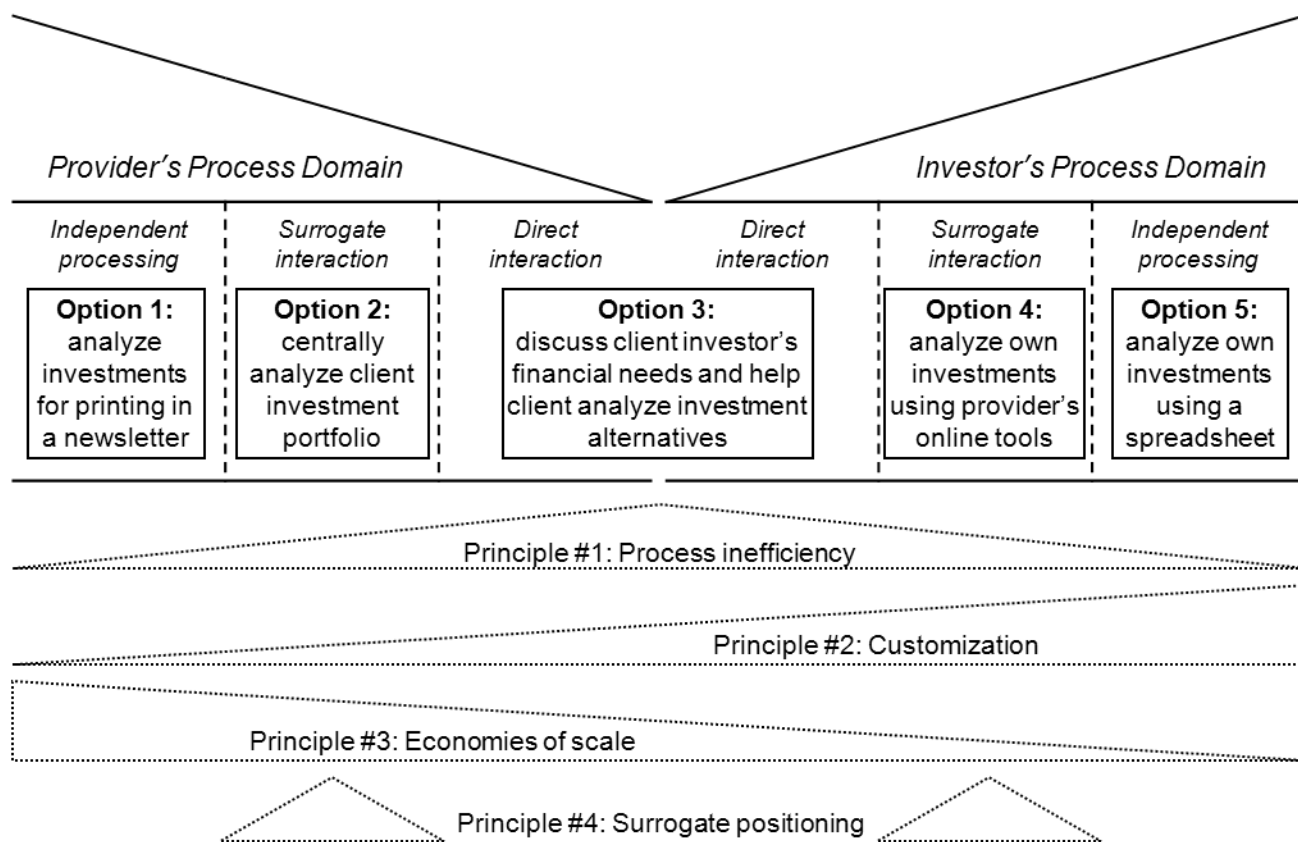 Provider's Process Domain
Investor's Process Domain
Independent
processing
Surrogate
interaction
Direct
interaction
Direct
interaction
Surrogate
interaction
Independent
processing
Option 1:
analyze
investments
for printing in
a newsletter
Option 2:
centrally
analyze client
investment
portfolio
Option 3:
discuss client investor's
financial needs and help
client analyze investment
alternatives
Option 4:
analyze own
investments
using provider's
online tools
Option 5:
analyze own
investments
using a
spreadsheet
Principle #1: Process inefficiency
Principle #2: Customization
Principle #3: Economies of scale
Principle #4: Surrogate positioning